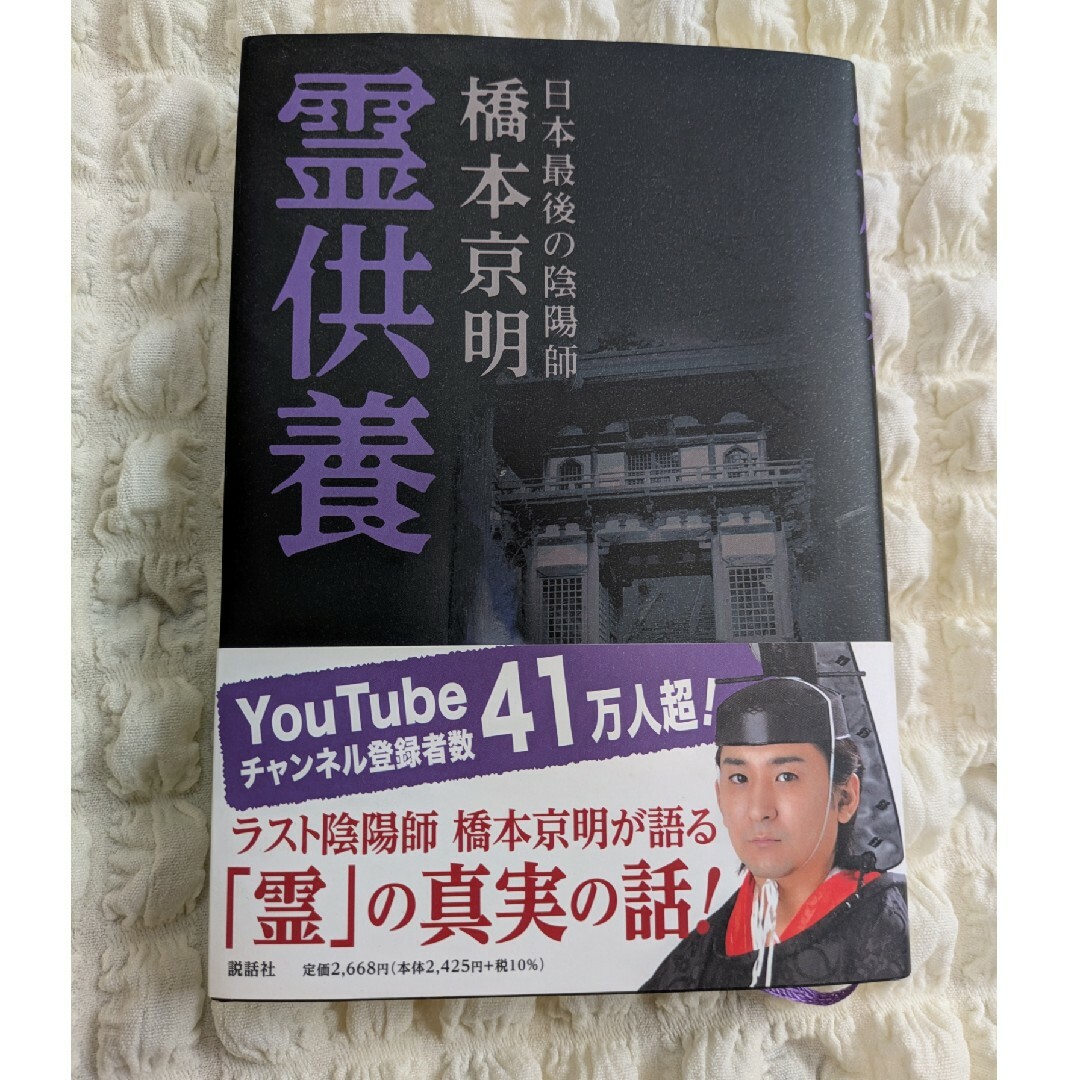 日本最後の陰陽師
橋本京明
霊供養
YouTube
チャンネル登録者数
41万人超!
ラスト陰陽師 橋本京明が語る
「霊」の真実の話!
説話社 定価2,668円(本体2,425円+税10%)